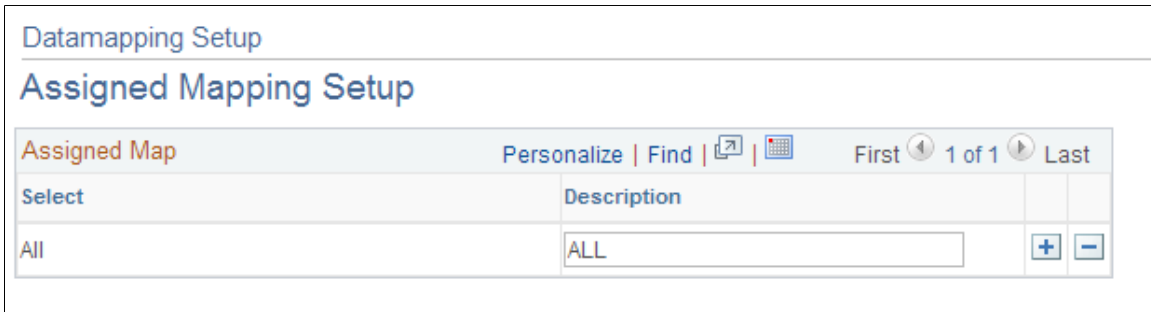 Datamapping Setup
Assigned Mapping Setup
Assigned Map Personalize | Find | | First 1 of 1 Last
Select Description
All ALL